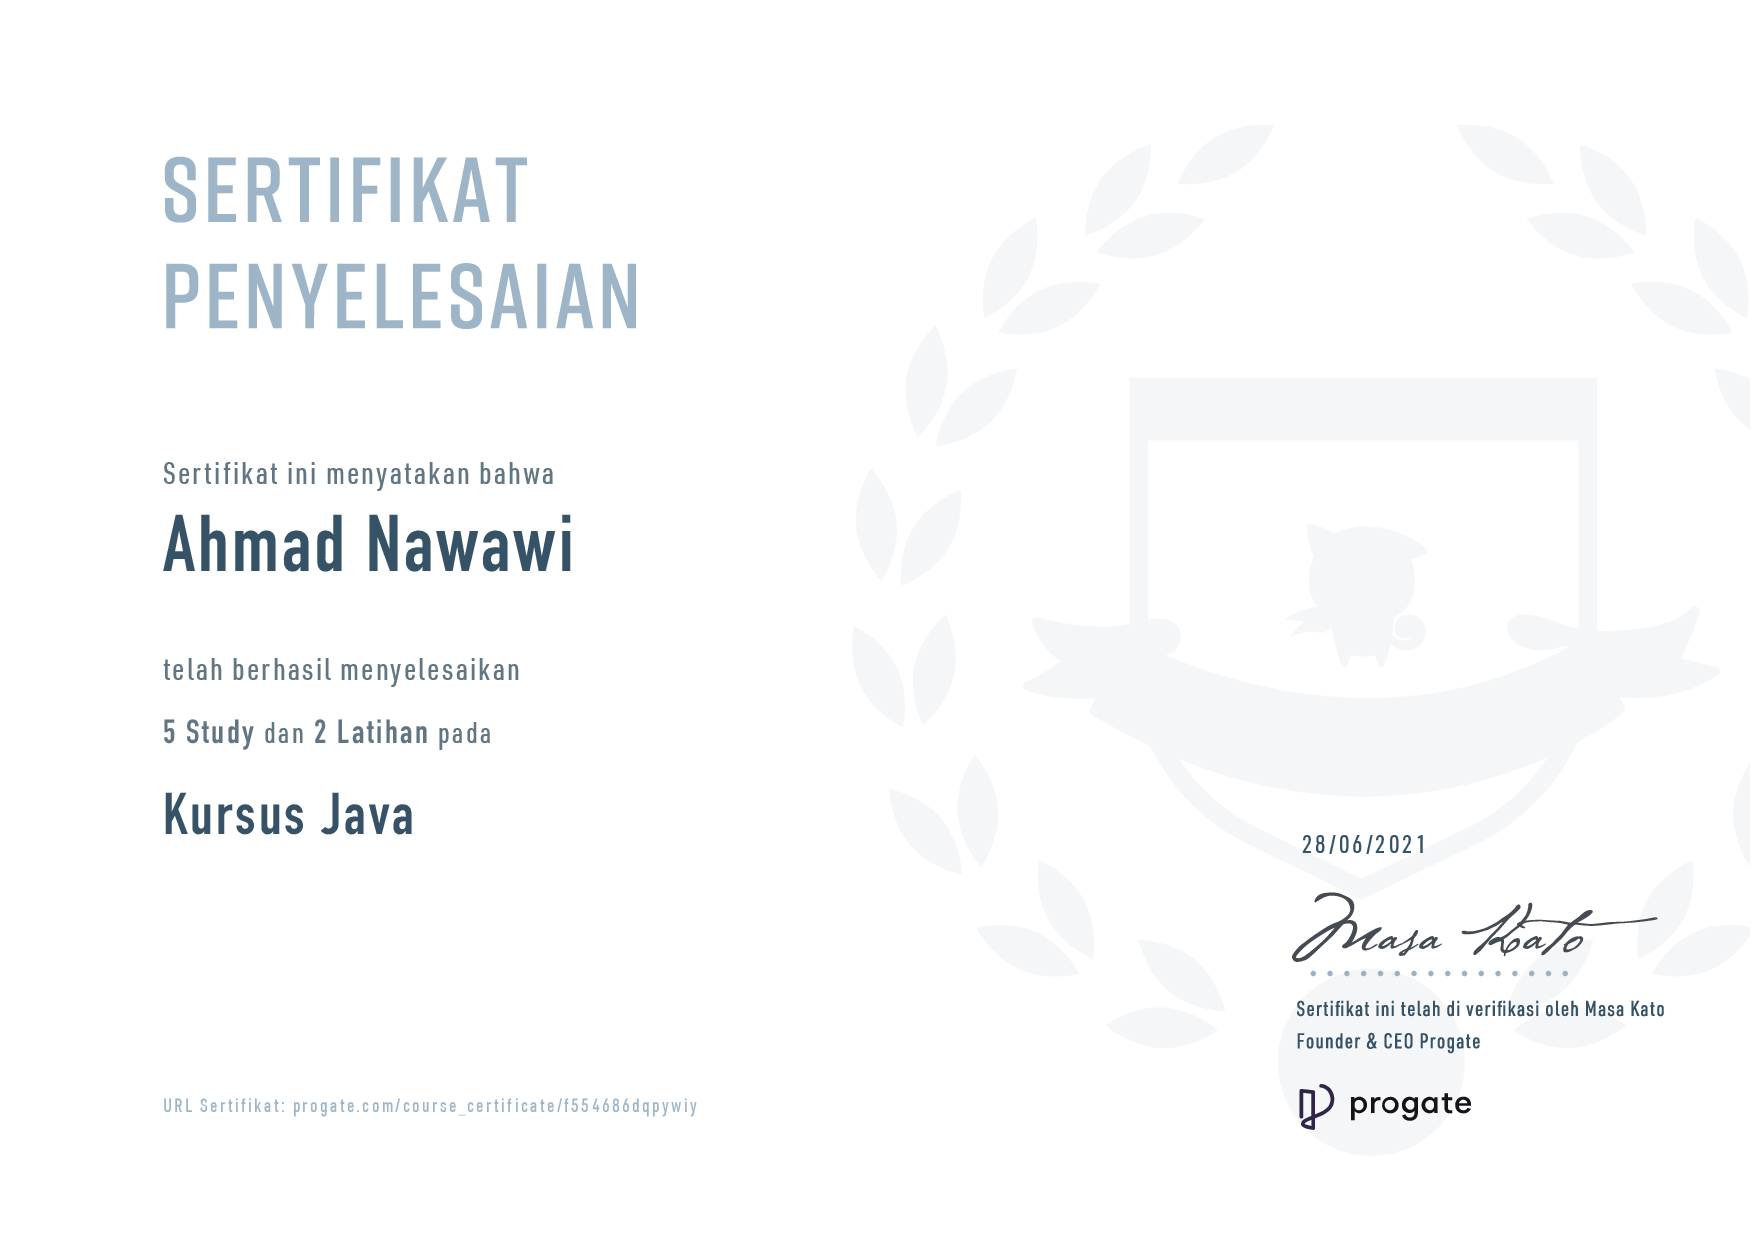 SERTIFIKAT
PENYELESAIAN
Sertifikat ini menyatakan bahwa
Ahmad Nawawi
telah berhasil menyelesaikan
5 Study dan 2 Latihan pada
Kursus Java
28/06/2021
Masa Kato
Sertifikat ini telah di verifikasi oleh Masa Kato
Founder & CEO Progate
progate
URL Sertifikat: progate.com/course_certificate/f554686dqpywiy